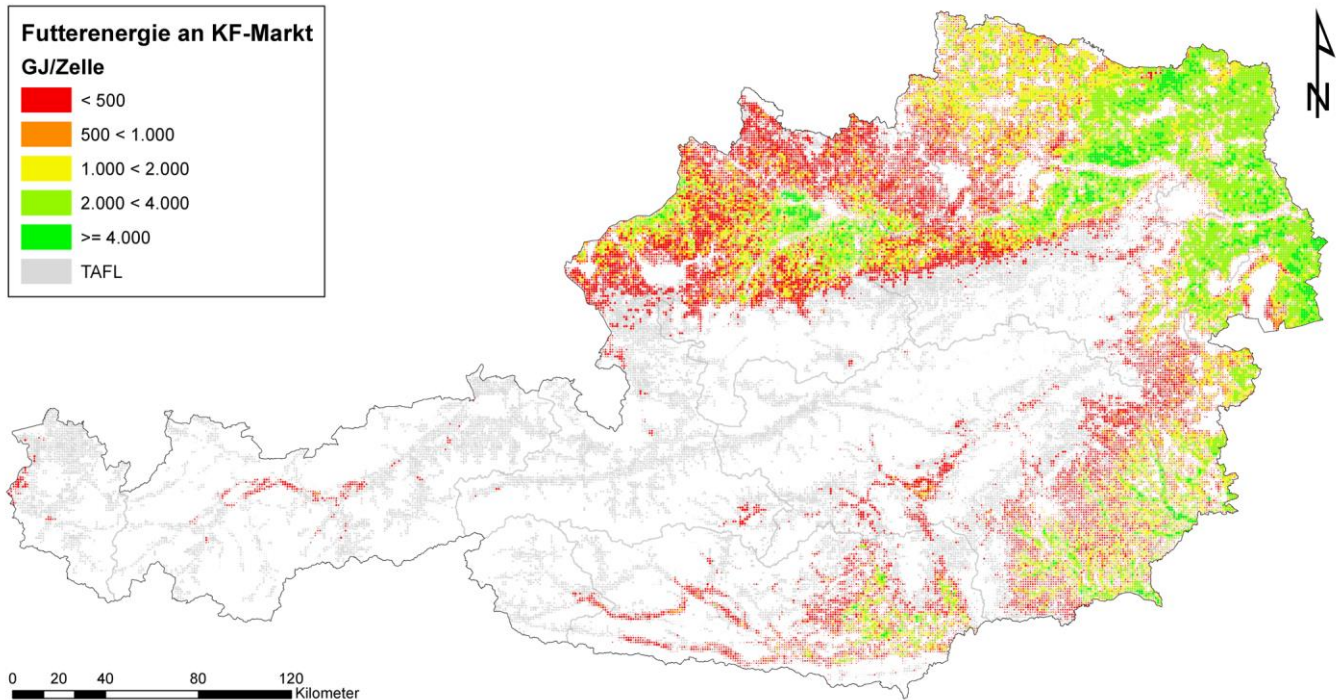 Futterenergie an KF-Markt
GJ/Zelle
< 500
500 < 1.000
1.000 < 2.000
2.000 < 4.000
>= 4.000
TAFL
N
0 20 40 80 120
Kilometer